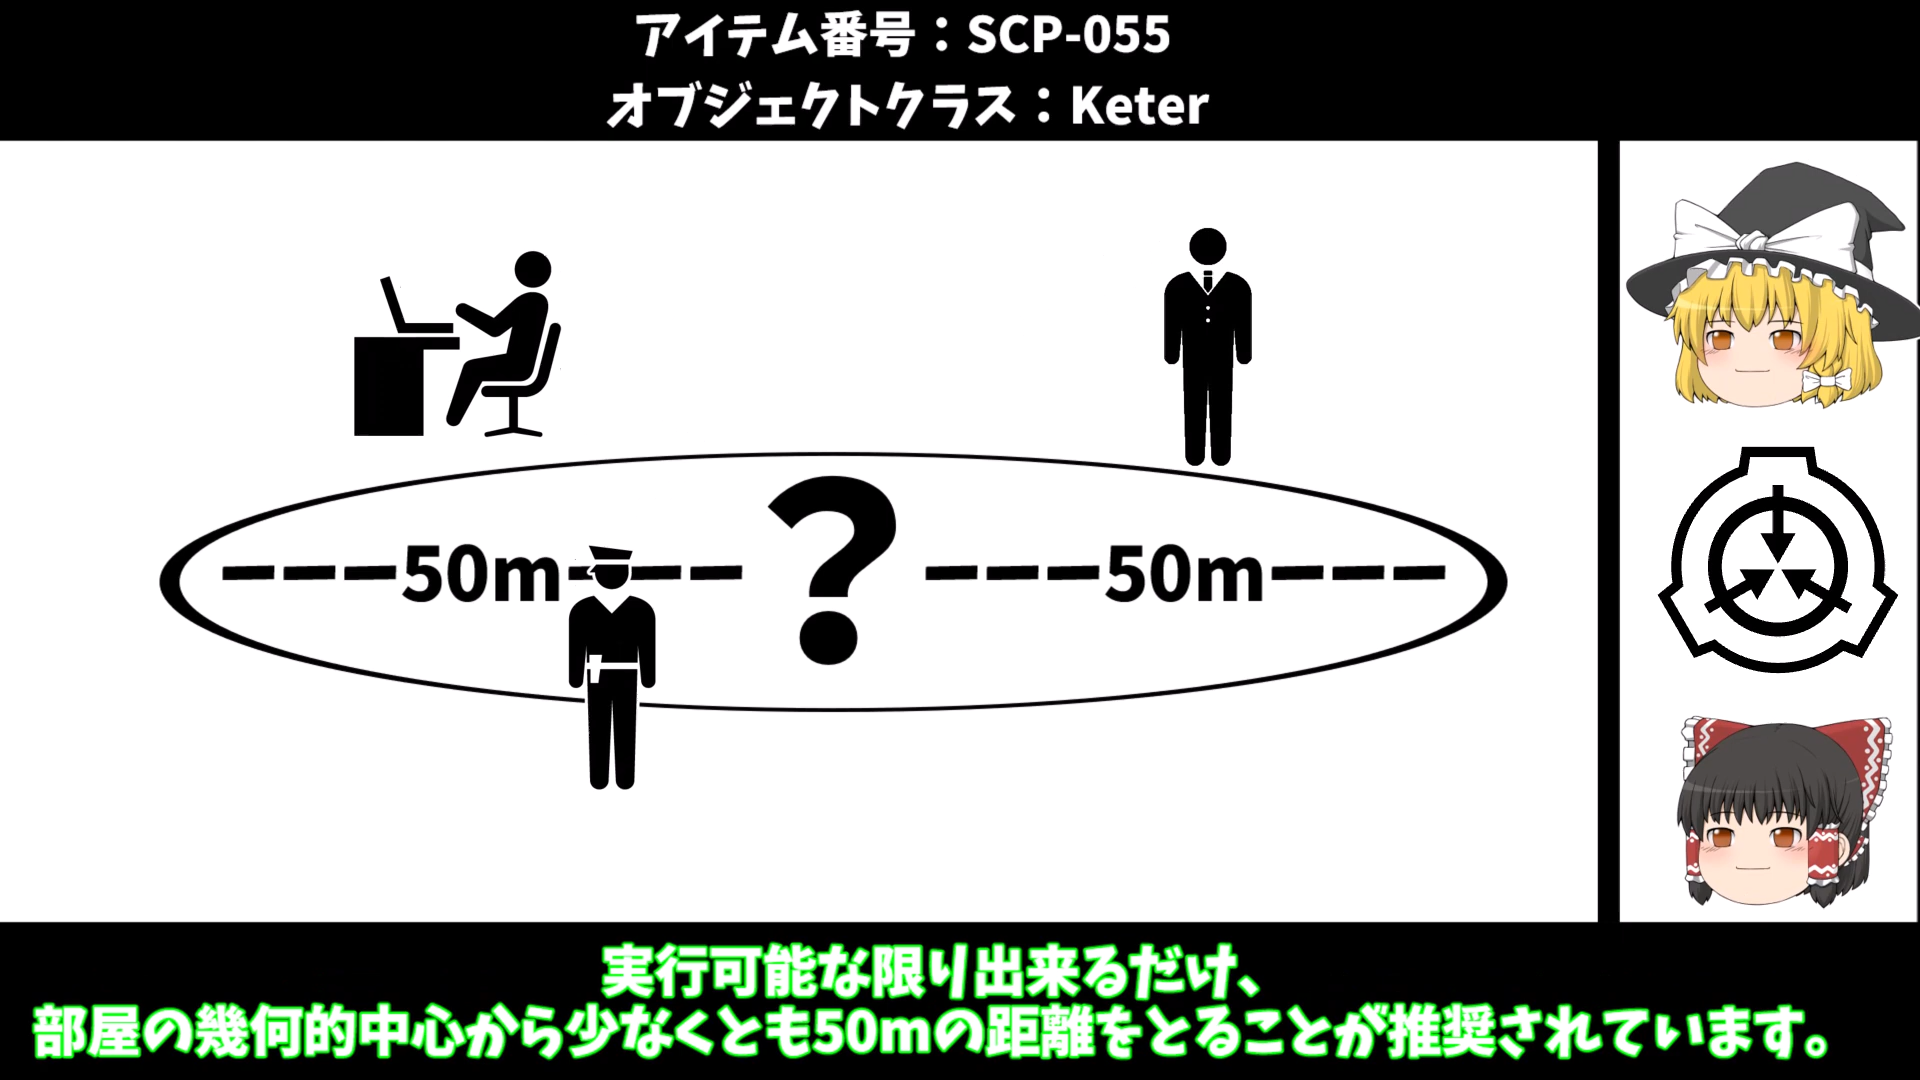 アイテム番号：SCP-055
オブジェクトクラス：Keter
---50m---?---50m---
実行可能な限り出来るだけ、
部屋の幾何的中心から少なくとも50mの距離をとることが推奨されています。